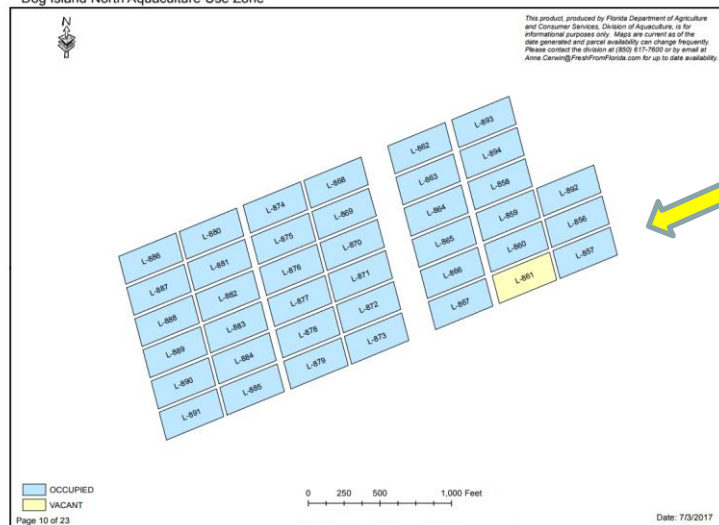 Dog Island North Aquaculture Use Zone
N
This product, produced by Florida Department of Agriculture
and Consumer Services, Division of Aquaculture, is for
informational purposes only. Maps are current as of the
date generated and parcel availability can change frequently.
Please contact the division at (850) 617-7600 or by email at
Anne.Cerwin@FreshFromFlorida.com for up to date availability.
L-893
L-862
L-894
L-863
L-858
L-868
L-892
L-864
L-874
L-859
L-869
L-856
L-880
L-865
L-875
L-860
L-870
L-857
L-886
L-881
L-866
L-876
L-861
L-871
L-887
L-882
L-867
L-877
L-872
L-888
L-883
L-878
L-873
L-889
L-884
L-879
L-890
L-885
L-891
OCCUPIED
VACANT
0 250 500 1,000 Feet
Page 10 of 23
Date: 7/3/2017